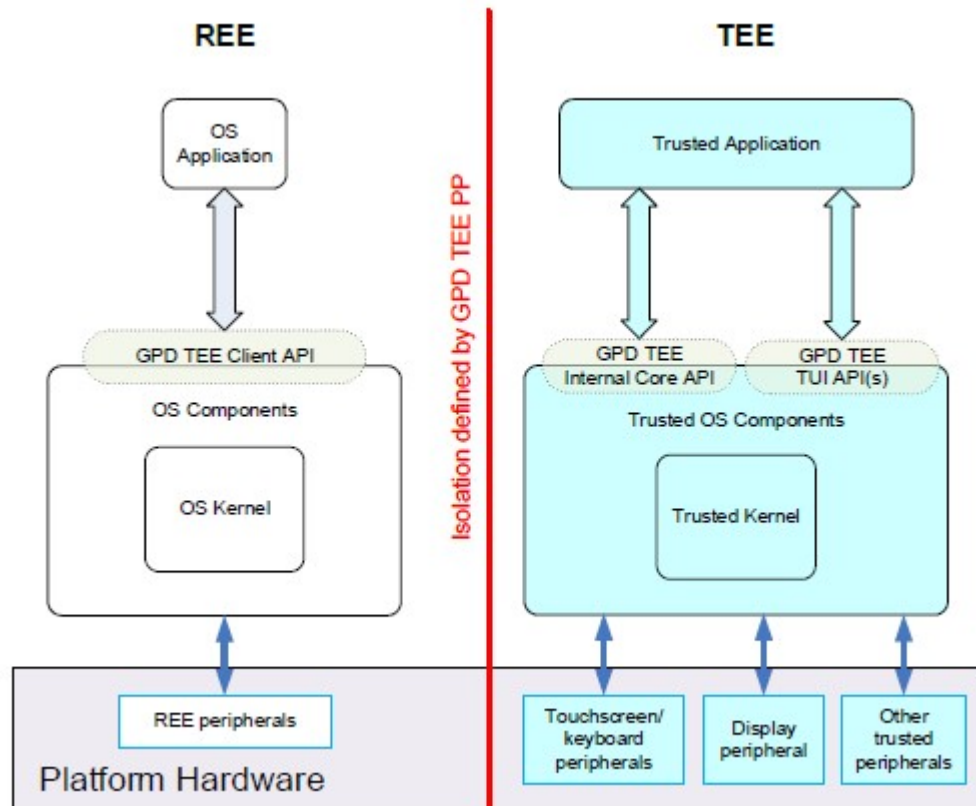 REE
TEE
OS
Application
Trusted Application
Isolation defined by GPD TEE PP
GPD TEE Client API
GPD TEE
Internal Core API
GPD TEE
TUI API(s)
OS Components
Trusted OS Components
OS Kernel
Trusted Kernel
REE peripherals
Touchscreen/
keyboard
peripherals
Display
peripheral
Other
trusted
peripherals
Platform Hardware